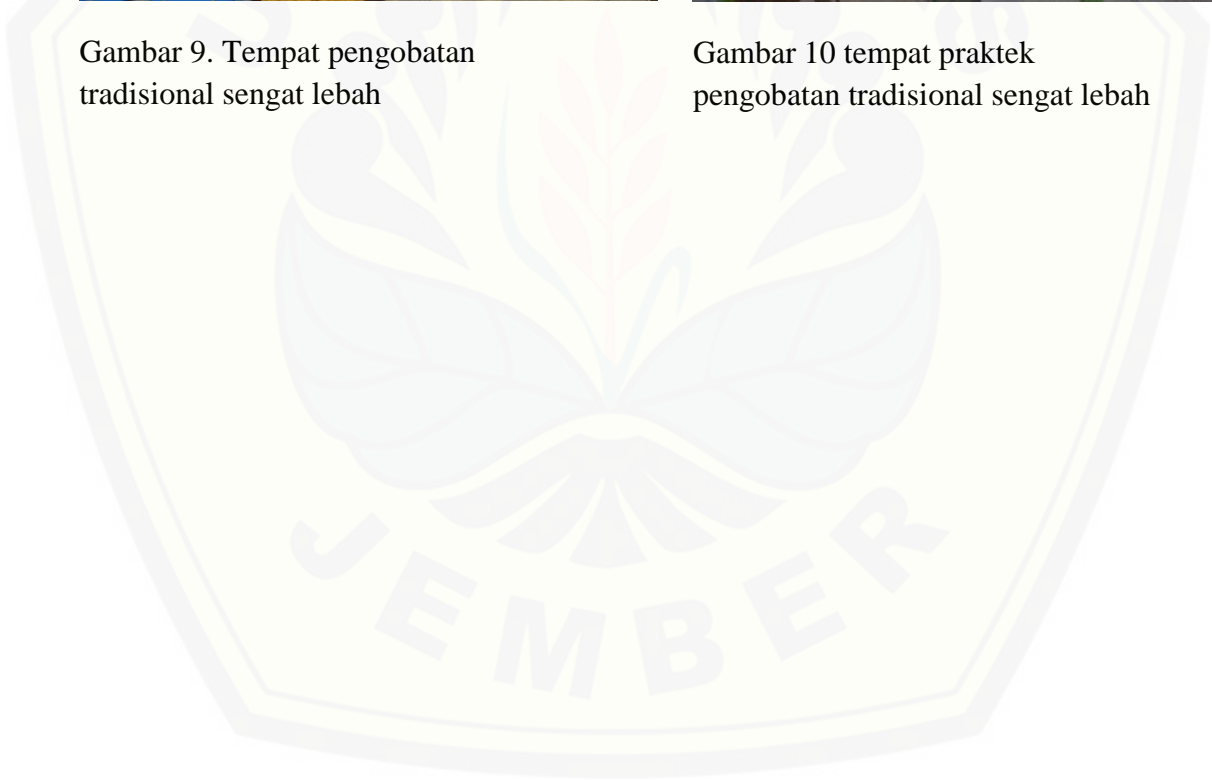 Gambar 9. Tempat pengobatan
tradisional sengat lebah
Gambar 10 tempat praktek
pengobatan tradisional sengat lebah
JEMBER